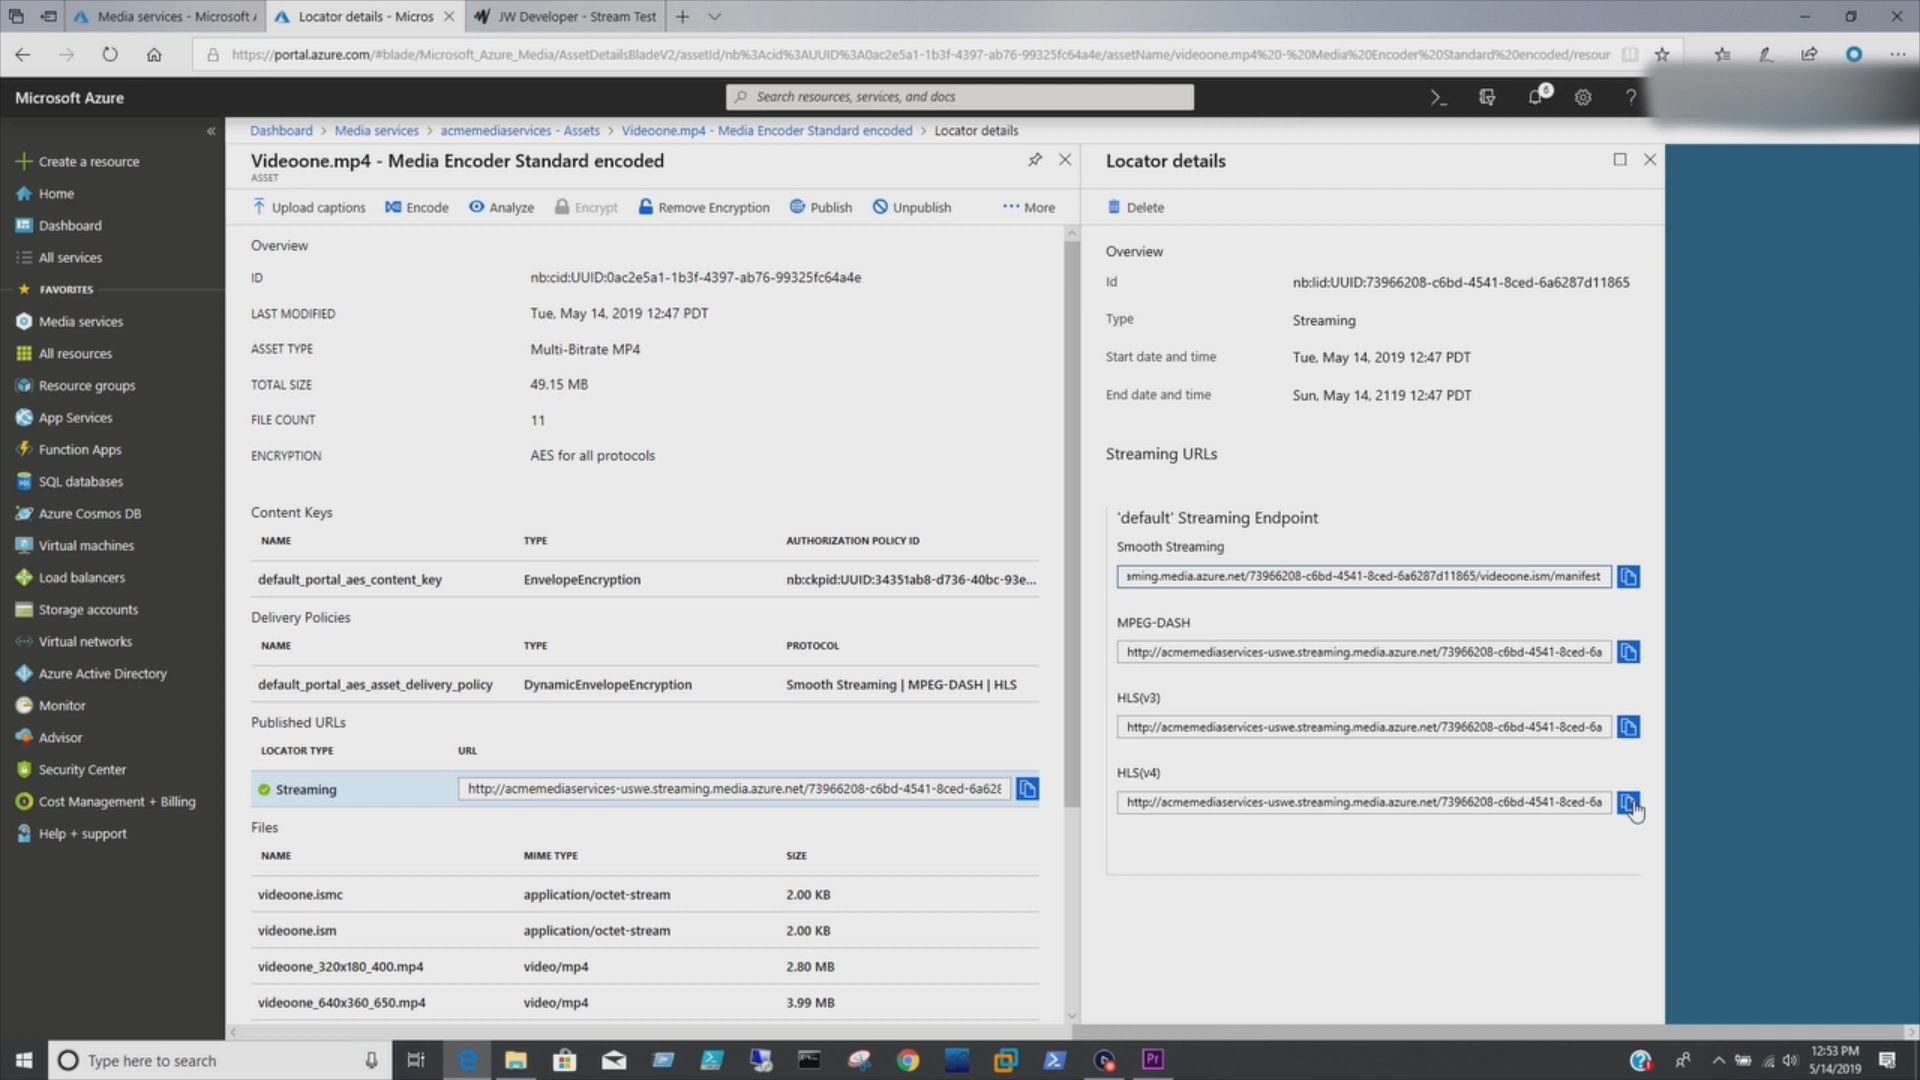 Media services - Microsoft A
Locator details - Micros
JW Developer - Stream Test
https://portal.azure.com/#blade/Microsoft_Azure_Media/AssetDetailsBladeV2/assetId/nb%3Acid%3AUUID%3A0ac2e5a1-1b3f-4397-ab76-99325fc64a4e/assetName/videoone.mp4%20-%20Media%20Encoder%20Standard%20encoded/resour
Microsoft Azure
Search resources, services, and docs
6
Dashboard > Media services > acmemediaservices - Assets > Videoone.mp4 - Media Encoder Standard encoded > Locator details
Create a resource
Home
Dashboard
All services
FAVORITES
Media services
All resources
Resource groups
App Services
Function Apps
SQL databases
Azure Cosmos DB
Virtual machines
Load balancers
Storage accounts
Virtual networks
Azure Active Directory
Monitor
Advisor
Security Center
Cost Management + Billing
Help + support
Videoone.mp4 - Media Encoder Standard encoded
ASSET
Upload captions Encode Analyze Encrypt Remove Encryption Publish Unpublish More
Overview
ID nb:cid:UUID:0ac2e5a1-1b3f-4397-ab76-99325fc64a4e
LAST MODIFIED Tue, May 14, 2019 12:47 PDT
ASSET TYPE Multi-Bitrate MP4
TOTAL SIZE 49.15 MB
FILE COUNT 11
ENCRYPTION AES for all protocols
Content Keys
NAME TYPE AUTHORIZATION POLICY ID
default_portal_aes_content_key EnvelopeEncryption nb:ckpid:UUID:34351ab8-d736-40bc-93e...
Delivery Policies
NAME TYPE PROTOCOL
default_portal_aes_asset_delivery_policy DynamicEnvelopeEncryption Smooth Streaming | MPEG-DASH | HLS
Published URLs
LOCATOR TYPE URL
Streaming http://acmemediaservices-uswe.streaming.media.azure.net/73966208-c6bd-4541-8ced-6a628
Files
NAME MIME TYPE SIZE
videoone.ismc application/octet-stream 2.00 KB
videoone.ism application/octet-stream 2.00 KB
videoone_320x180_400.mp4 video/mp4 2.80 MB
videoone_640x360_650.mp4 video/mp4 3.99 MB
Locator details
Delete
Overview
Id nb:lid:UUID:73966208-c6bd-4541-8ced-6a6287d11865
Type Streaming
Start date and time Tue, May 14, 2019 12:47 PDT
End date and time Sun, May 14, 2119 12:47 PDT
Streaming URLs
'default' Streaming Endpoint
Smooth Streaming
aming.media.azure.net/73966208-c6bd-4541-8ced-6a6287d11865/videoone.ism/manifest
MPEG-DASH
http://acmemediaservices-uswe.streaming.media.azure.net/73966208-c6bd-4541-8ced-6a
HLS(v3)
http://acmemediaservices-uswe.streaming.media.azure.net/73966208-c6bd-4541-8ced-6a
HLS(v4)
http://acmemediaservices-uswe.streaming.media.azure.net/73966208-c6bd-4541-8ced-6a
Type here to search
Pr
12:53 PM
5/14/2019